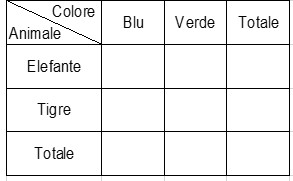 Colore
Animale
Blu Verde Totale
Elefante
Tigre
Totale